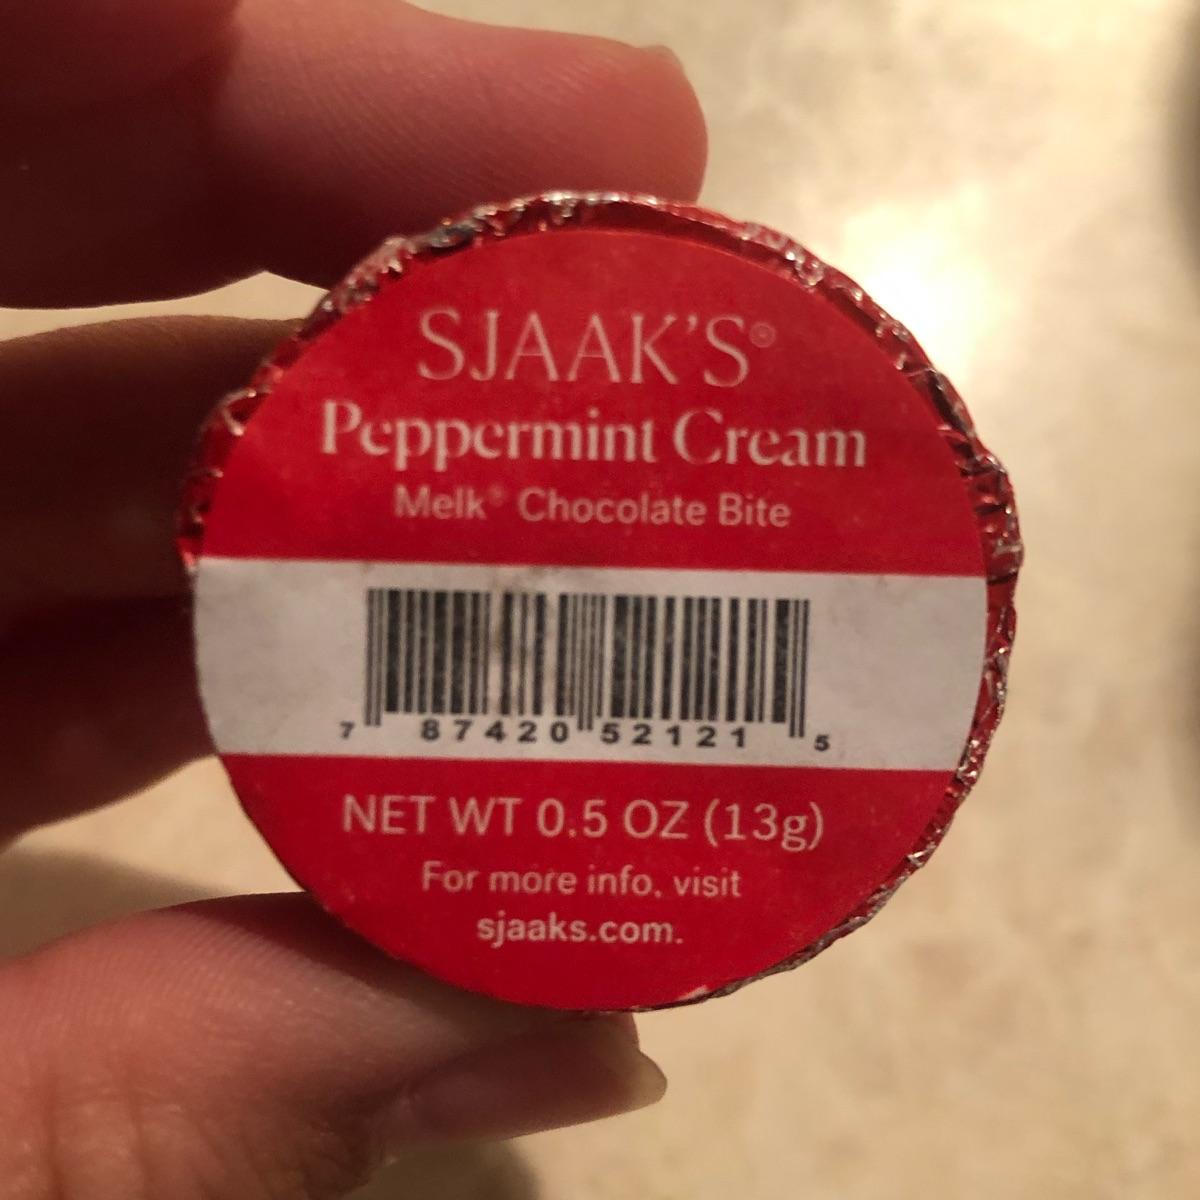 SJAAK'S®
Peppermint Cream
Melk® Chocolate Bite
7 87420 52121 5
NET WT 0.5 OZ (13g)
For more info, visit
sjaaks.com.